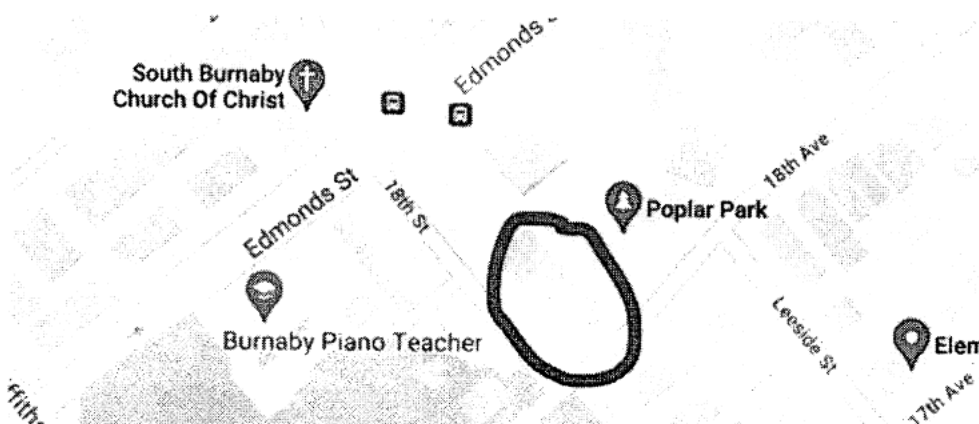 Edmonds
South Burnaby
Church Of Christ
18th Ave
Edmonds St
18th St
Poplar Park
Burnaby Piano Teacher
Leeside St
17th Ave